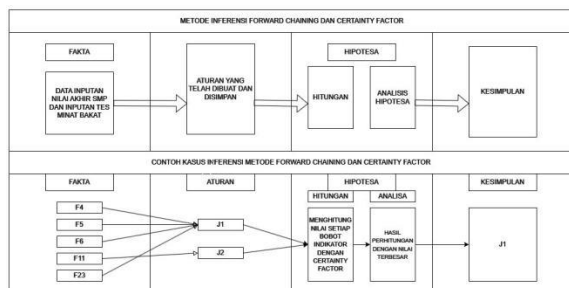 METODE INFERENSI FORWARD CHAINING DAN CERTAINTY FACTOR
FAKTA
DATA INPUTAN
NILAI AKHIR SMP
DAN INPUTAN TES
MINAT BAKAT
ATURAN YANG
TELAH DIBUAT DAN
DISIMPAN
HIPOTESA
HITUNGAN
ANALISIS
HIPOTESA
KESIMPULAN
CONTOH KASUS INFERENSI METODE FORWARD CHAINING DAN CERTAINTY FACTOR
FAKTA
ATURAN
HIPOTESA
KESIMPULAN
HITUNGAN
ANALISA
F4
F5
F6
F11
F23
J1
J2
MENGHITUNG
NILAI SETIAP
BOBOT
INDIKATOR
DENGAN
CERTAINTY
FACTOR
HASIL
PERHITUNGAN
DENGAN NILAI
TERBESAR
J1